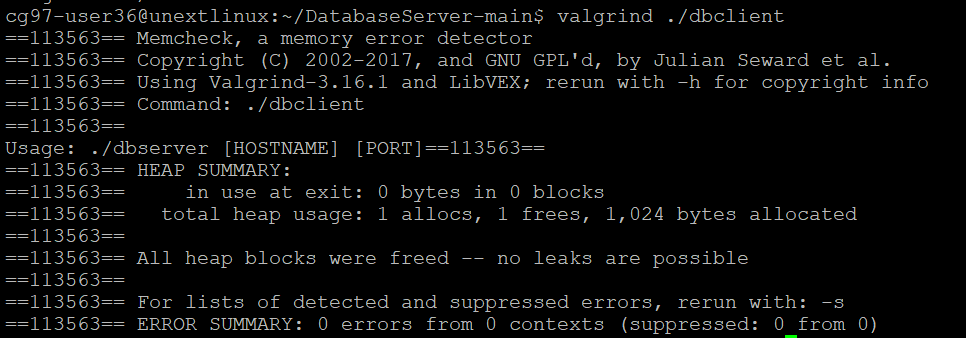 cg97-user36@unextlinux:~/DatabaseServer-main$ valgrind ./dbclient
==113563== Memcheck, a memory error detector
==113563== Copyright (C) 2002-2017, and GNU GPL'd, by Julian Seward et al.
==113563== Using Valgrind-3.16.1 and LibVEX; rerun with -h for copyright info
==113563== Command: ./dbclient
==113563==
Usage: ./dbserver [HOSTNAME] [PORT]==113563==
==113563== HEAP SUMMARY:
==113563==     in use at exit: 0 bytes in 0 blocks
==113563==   total heap usage: 1 allocs, 1 frees, 1,024 bytes allocated
==113563==
==113563== All heap blocks were freed -- no leaks are possible
==113563==
==113563== For lists of detected and suppressed errors, rerun with: -s
==113563== ERROR SUMMARY: 0 errors from 0 contexts (suppressed: 0 from 0)